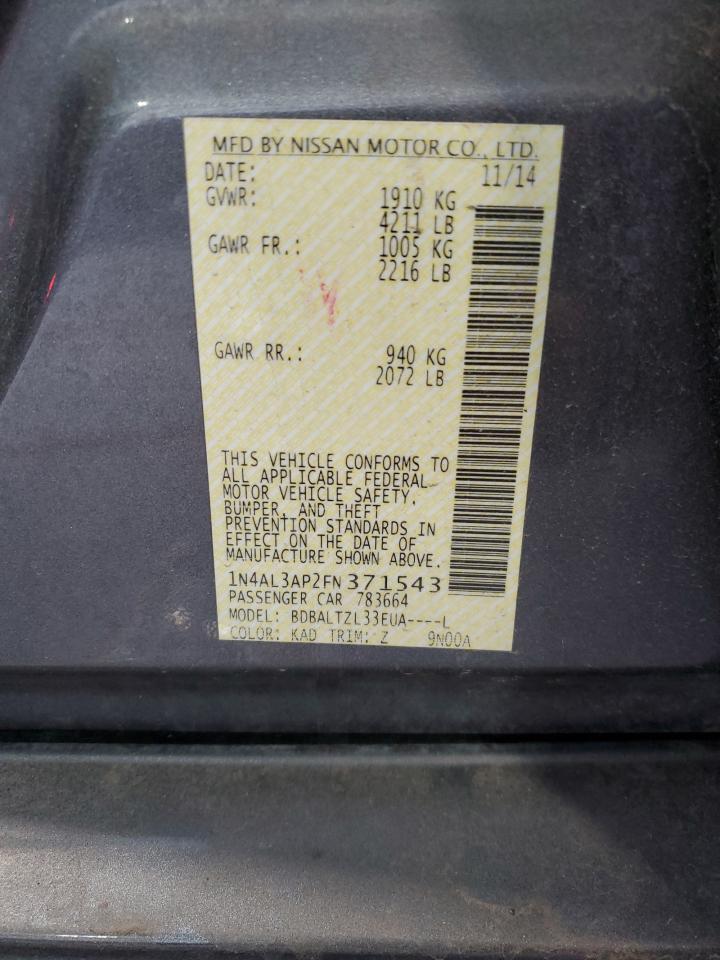 MFD BY NISSAN MOTOR CO., LTD.
DATE: 11/14
GVWR: 1910 KG
4211 LB
GAWR FR.: 1005 KG
2216 LB
GAWR RR.: 940 KG
2072 LB
THIS VEHICLE CONFORMS TO
ALL APPLICABLE FEDERAL
MOTOR VEHICLE SAFETY,
BUMPER, AND THEFT
PREVENTION STANDARDS IN
EFFECT ON THE DATE OF
MANUFACTURE SHOWN ABOVE.
1N4AL3AP2FN371543
PASSENGER CAR 783664
MODEL: BDBALTZL33EUA----L
COLOR: KAD TRIM: Z 9N00A